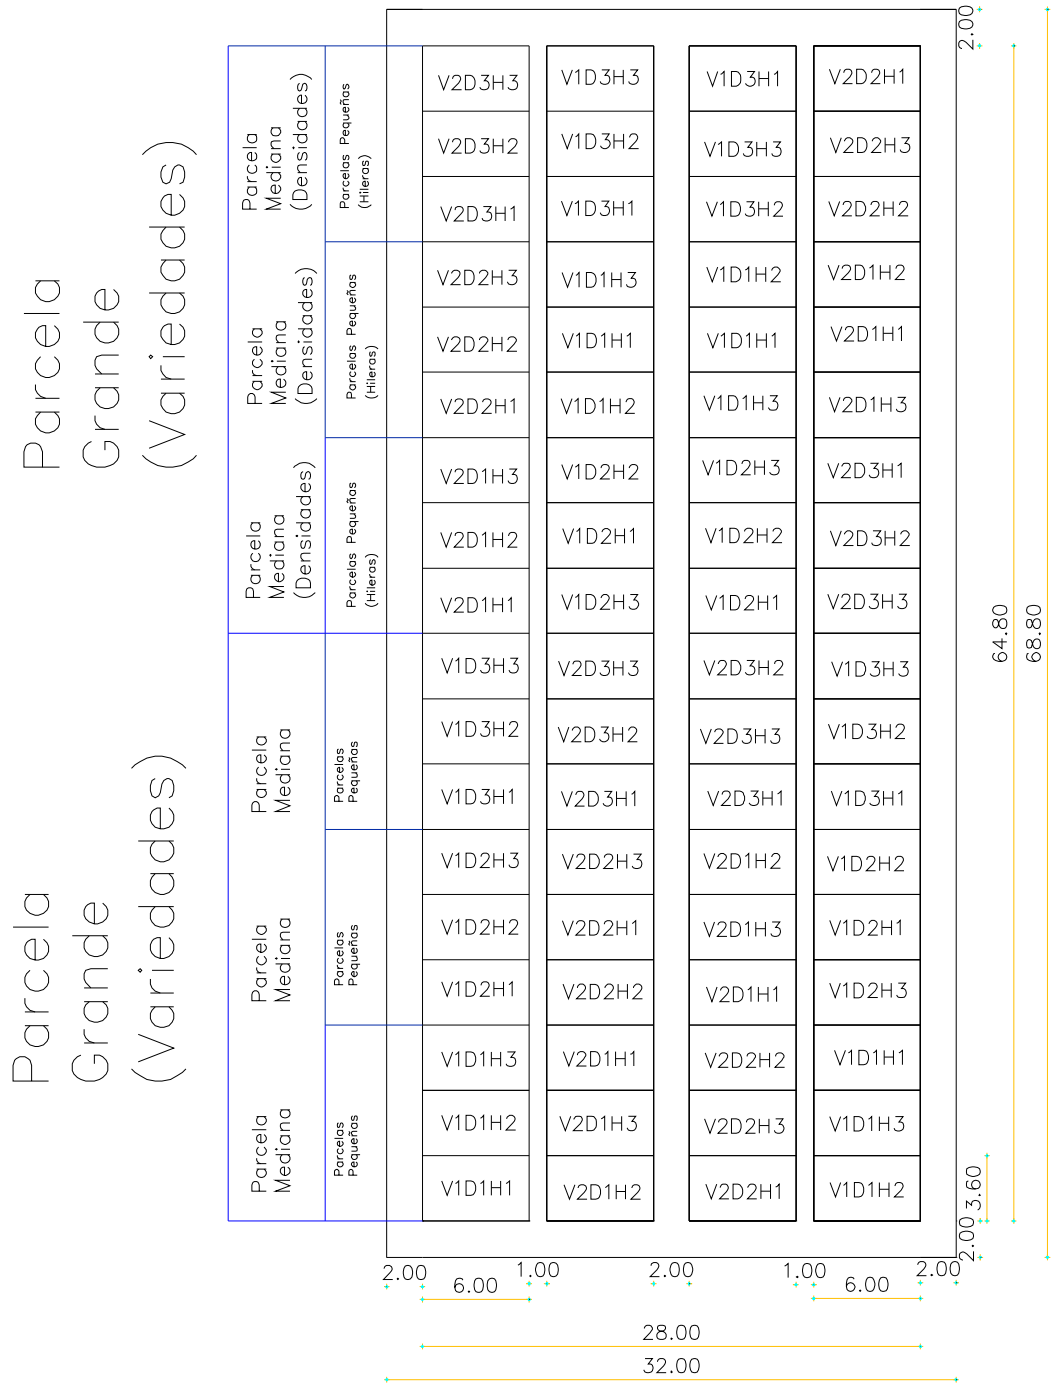 Parcela
Grande
(Variedades)
Parcela
Grande
(Variedades)
Parcela
Mediana
(Densidades)
Parcela
Mediana
(Densidades)
Parcela
Mediana
(Densidades)
Parcela
Mediana
Parcela
Mediana
Parcela
Mediana
Parcelas Pequeñas
(Hileras)
Parcelas Pequeñas
(Hileras)
Parcelas Pequeñas
(Hileras)
Parcelas
Pequeñas
Parcelas
Pequeñas
Parcelas
Pequeñas
V2D3H3 V1D3H3 V1D3H1 V2D2H1
V2D3H2 V1D3H2 V1D3H3 V2D2H3
V2D3H1 V1D3H1 V1D3H2 V2D2H2
V2D2H3 V1D1H3 V1D1H2 V2D1H2
V2D2H2 V1D1H1 V1D1H1 V2D1H1
V2D2H1 V1D1H2 V1D1H3 V2D1H3
V2D1H3 V1D2H2 V1D2H3 V2D3H1
V2D1H2 V1D2H1 V1D2H2 V2D3H2
V2D1H1 V1D2H3 V1D2H1 V2D3H3
V1D3H3 V2D3H3 V2D3H2 V1D3H3
V1D3H2 V2D3H2 V2D3H3 V1D3H2
V1D3H1 V2D3H1 V2D3H1 V1D3H1
V1D2H3 V2D2H3 V2D1H2 V1D2H2
V1D2H2 V2D2H1 V2D1H3 V1D2H1
V1D2H1 V2D2H2 V2D1H1 V1D2H3
V1D1H3 V2D1H1 V2D2H2 V1D1H1
V1D1H2 V2D1H3 V2D2H3 V1D1H3
V1D1H1 V2D1H2 V2D2H1 V1D1H2
2.00
64.80
68.80
3.60
2.00
2.00 1.00 2.00 1.00 2.00
6.00 6.00
28.00
32.00